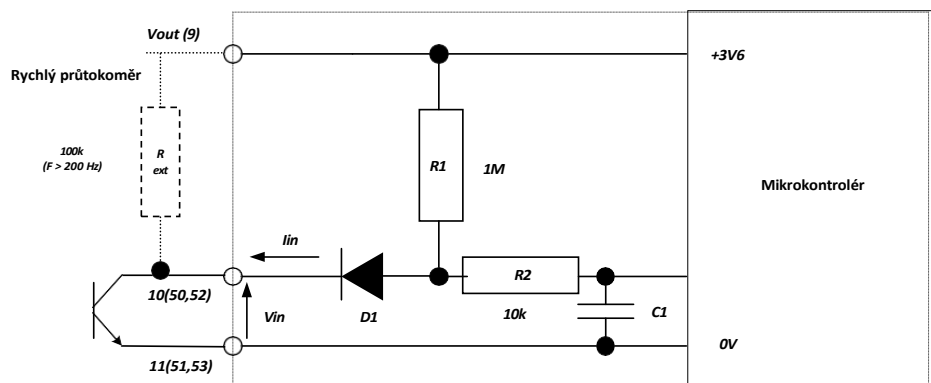 Vout (9)
+3V6
Rychlý průtokoměr
100k
(F > 200 Hz)
R
ext
R1
1M
Mikrokontrolér
Iin
R2
10(50,52)
Vin
D1
10k
C1
0V
11(51,53)